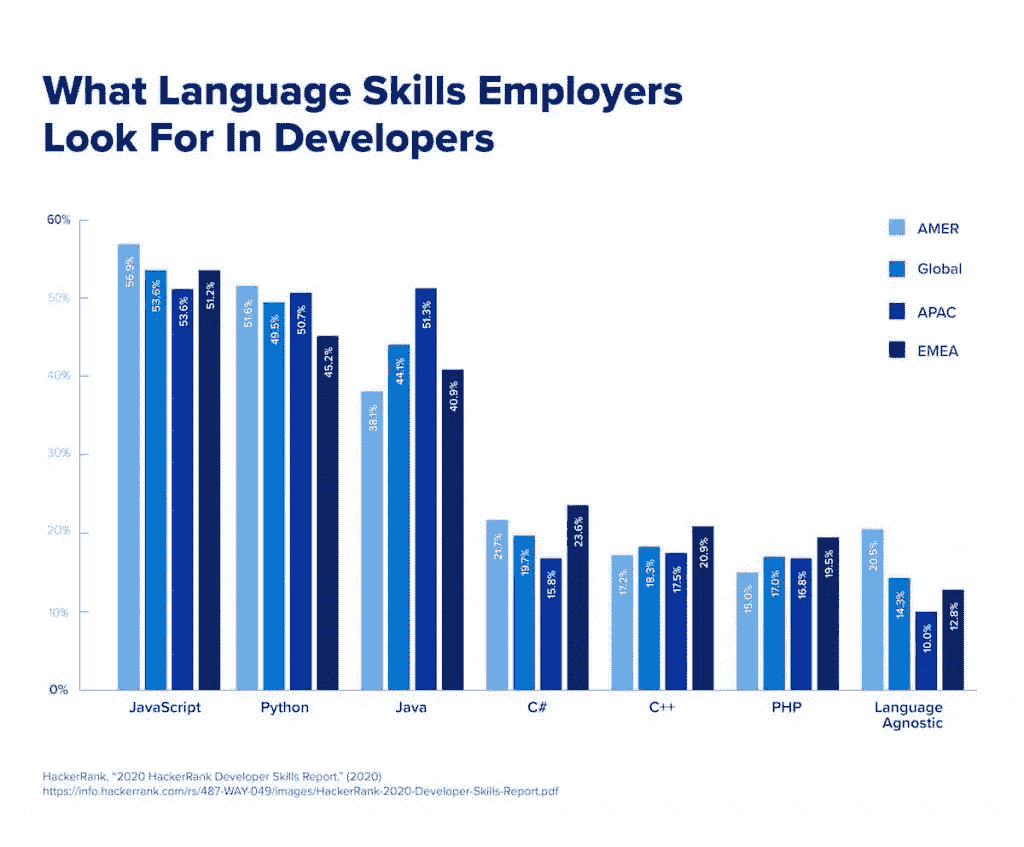 What Language Skills Employers
Look For In Developers
60%
50%
40%
30%
20%
10%
0%
AMER
Global
APAC
EMEA
56.9%
53.6%
53.6%
51.2%
51.6%
49.5%
50.7%
45.2%
38.1%
44.1%
51.3%
40.9%
21.7%
19.7%
15.8%
23.6%
17.2%
18.3%
17.5%
20.9%
15.0%
17.0%
16.8%
19.5%
20.5%
14.3%
10.0%
12.8%
JavaScript
Python
Java
C#
C++
PHP
Language
Agnostic
HackerRank, “2020 HackerRank Developer Skills Report.” (2020)
https://info.hackerrank.com/rs/487-WAY-049/images/HackerRank-2020-Developer-Skills-Report.pdf